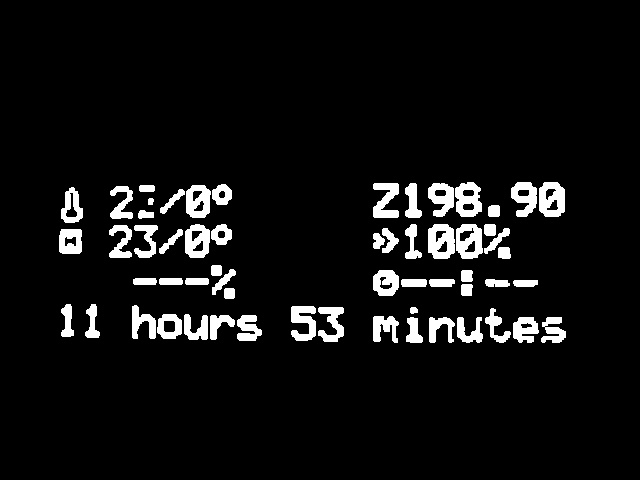 23/0° Z198.90
23/0° »100%
---% --:--
11 hours 53 minutes